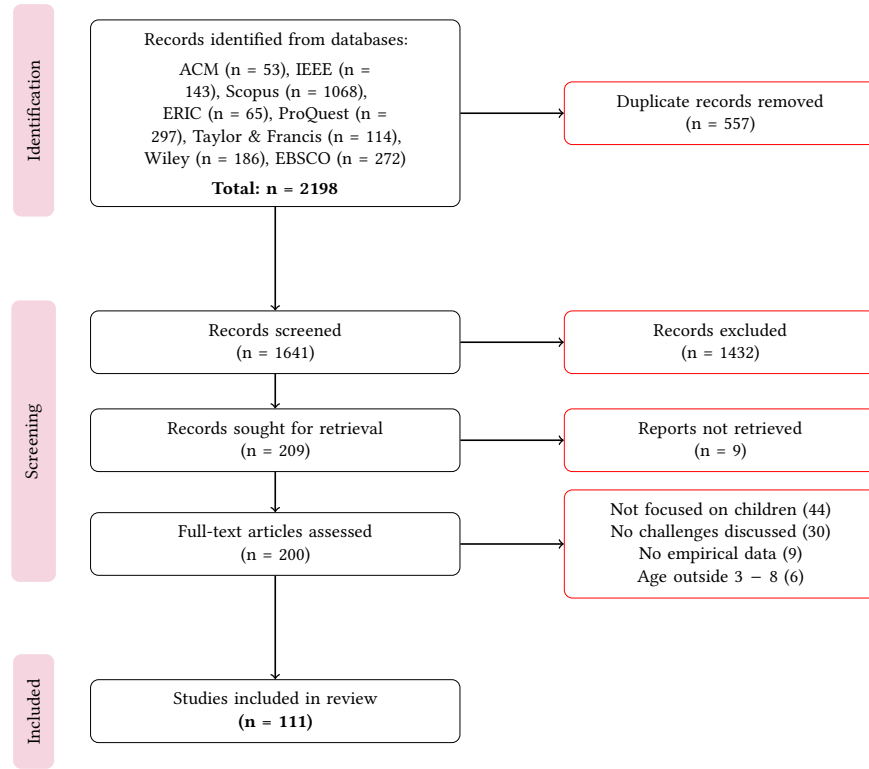 Identification
Records identified from databases:
ACM (n = 53), IEEE (n =
143), Scopus (n = 1068),
ERIC (n = 65), ProQuest (n =
297), Taylor & Francis (n = 114),
Wiley (n = 186), EBSCO (n = 272)
Total: n = 2198
Duplicate records removed
(n = 557)
Screening
Records screened
(n = 1641)
Records excluded
(n = 1432)
Records sought for retrieval
(n = 209)
Reports not retrieved
(n = 9)
Full-text articles assessed
(n = 200)
Not focused on children (44)
No challenges discussed (30)
No empirical data (9)
Age outside 3 – 8 (6)
Included
Studies included in review
(n = 111)